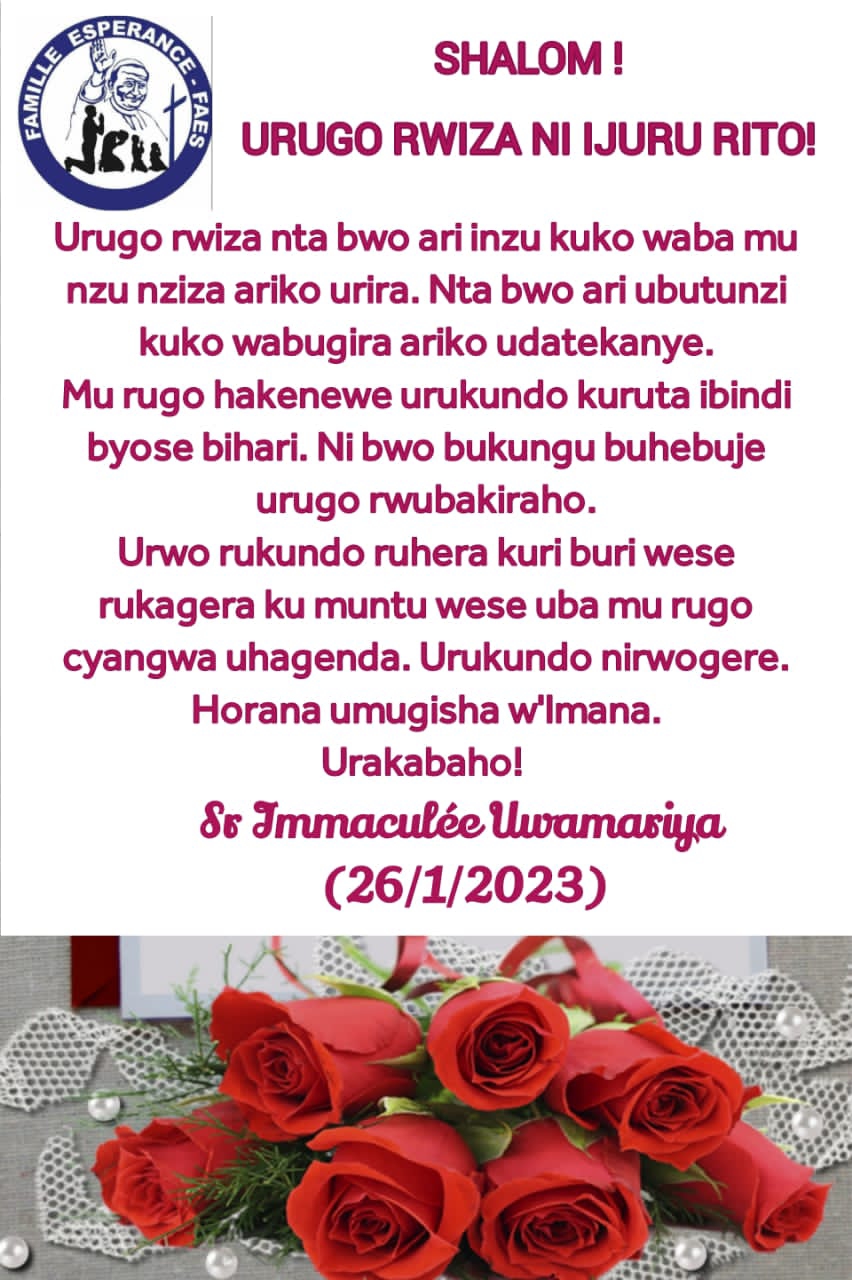 FAMILLE ESPERANCE - FAES
SHALOM !
URUGO RWIZA NI IJURU RITO!
Urugo rwiza nta bwo ari inzu kuko waba mu
nzu nziza ariko urira. Nta bwo ari ubutunzi
kuko wabugira ariko udatekanye.
Mu rugo hakenewe urukundo kuruta ibindi
byose bihari. Ni bwo bukungu buhebuje
urugo rwubakiraho.
Urwo rukundo ruhera kuri buri wese
rukagera ku muntu wese uba mu rugo
cyangwa uhagenda. Urukundo nirwogere.
Horana umugisha w'Imana.
Urakabaho!
Sr Immaculée Uwamariya
(26/1/2023)